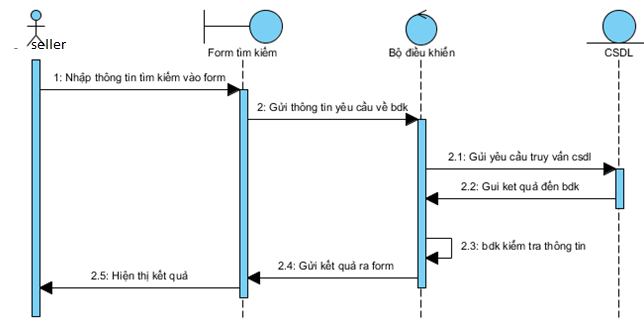 seller
Form tìm kiếm
Bộ điều khiển
CSDL
1: Nhập thông tin tìm kiếm vào form
2: Gửi thông tin yêu cầu về bdk
2.1: Gủi yêu cầu truy vấn csdl
2.2: Gui ket quả đến bdk
2.3: bdk kiểm tra thông tin
2.4: Gửi kết quả ra form
2.5: Hiện thị kết quả